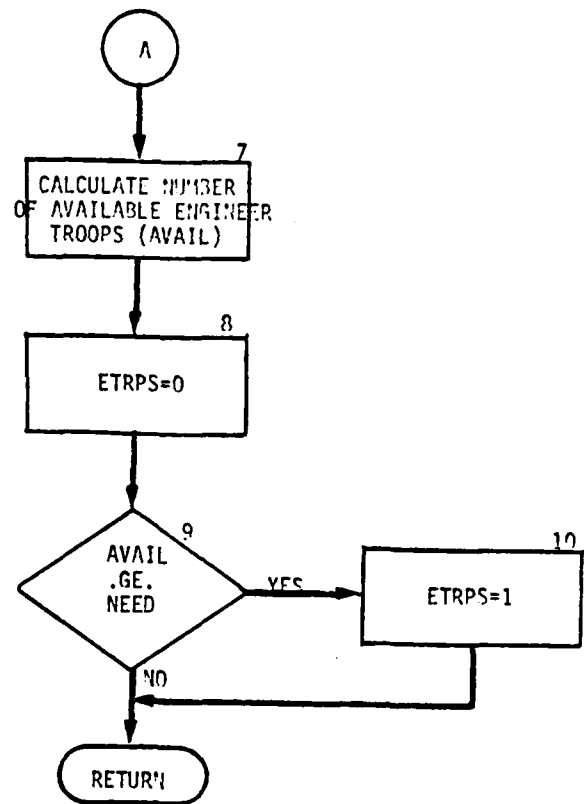 A
7
CALCULATE NUMBER
OF AVAILABLE ENGINEER
TROOPS (AVAIL)
8
ETRPS=0
9
AVAIL
.GE.
NEED
YES
10
ETRPS=1
NO
RETURN